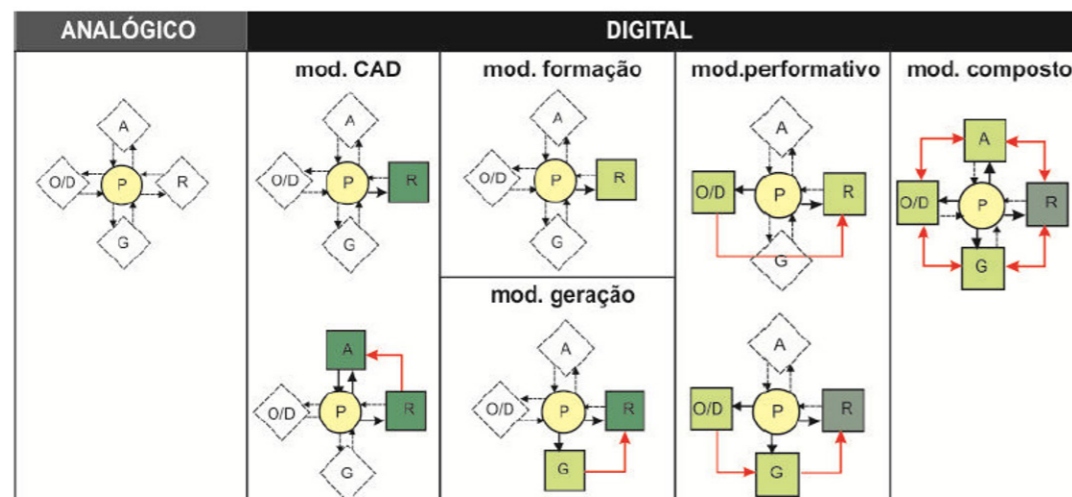 ANALÓGICO
DIGITAL
mod. CAD
mod. formação
mod.performativo
mod. composto
A
O/D P R
G
A
O/D P R
G
A
O/D P R
G
A
O/D P R
G
A
O/D P R
G
mod. geração
A
O/D P R
G
A
O/D P R
G
A
O/D P R
G